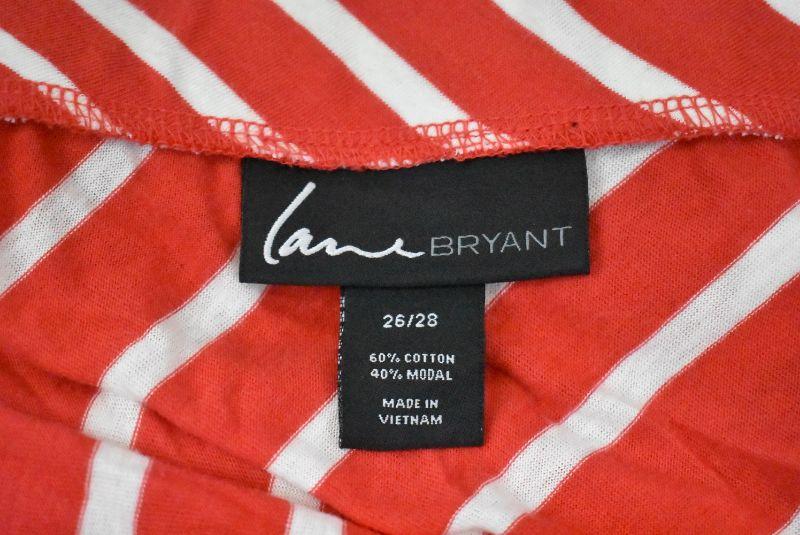 lane BRYANT
26/28
60% COTTON
40% MODAL
MADE IN
VIETNAM